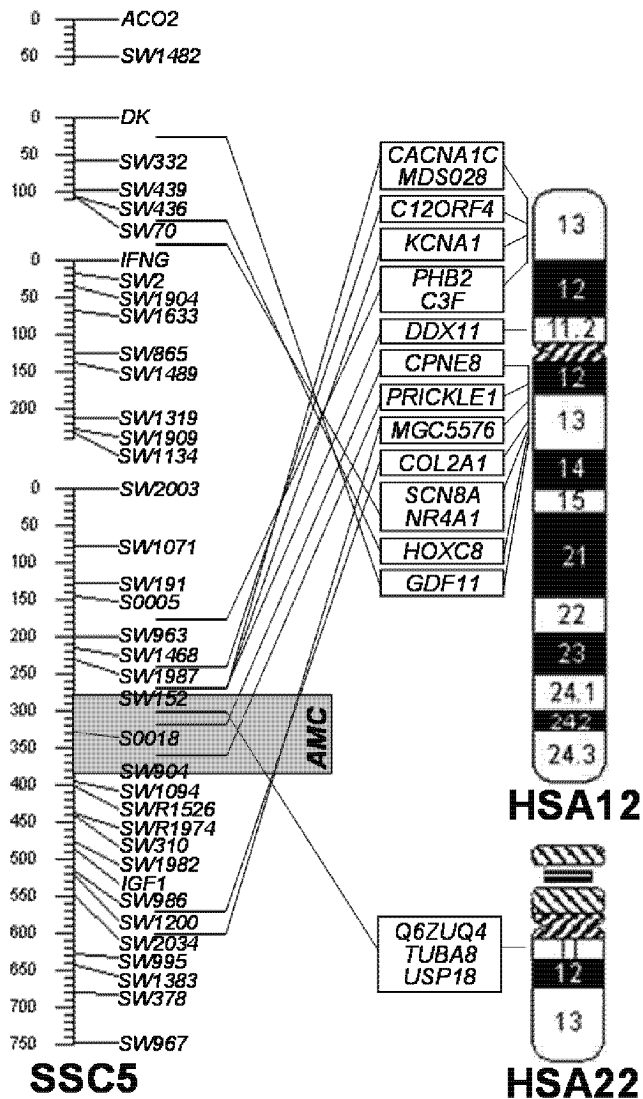 0 ACO2
50 SW1482
0 DK
50 SW332
100 SW439
SW436
SW70
0 IFNG
SW2
50 SW1904
SW1633
100
SW865
150 SW1489
200 SW1319
SW1909
SW1134
0 SW2003
50
SW1071
100
SW191
150 S0005
200 SW963
SW1468
250 SW1987
SW152
300
S0018
350
SW904
400 SW1094
SWR1526
450 SWR1974
SW310
500 SW1982
IGF1
550 SW986
SW1200
600 SW2034
SW995
650 SW1383
SW378
700
750 SW967
SSC5
AMC
CACNA1C
MDS028
C12ORF4
KCNA1
PHB2
C3F
DDX11
CPNE8
PRICKLE1
MGC5576
COL2A1
SCN8A
NR4A1
HOXC8
GDF11
13
12
11.2
12
13
14
15
21
22
23
24.1
24.2
24.3
HSA12
Q6ZUQ4
TUBA8
USP18
11
12
13
HSA22